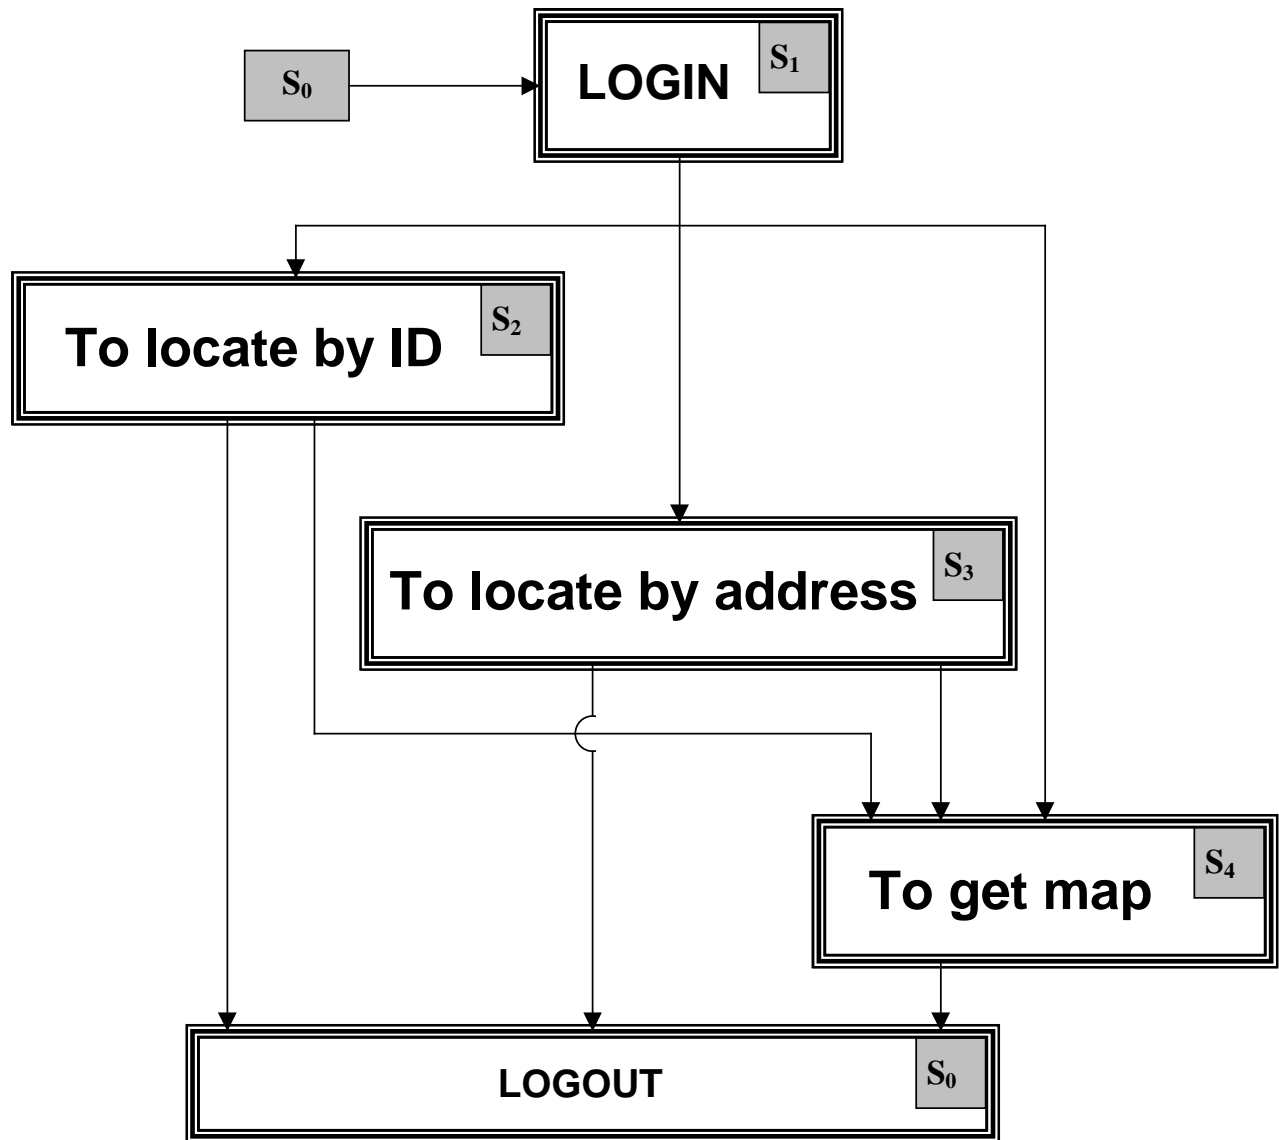 S₀
LOGIN
S₁
To locate by ID
S₂
To locate by address
S₃
To get map
S₄
LOGOUT
S₀